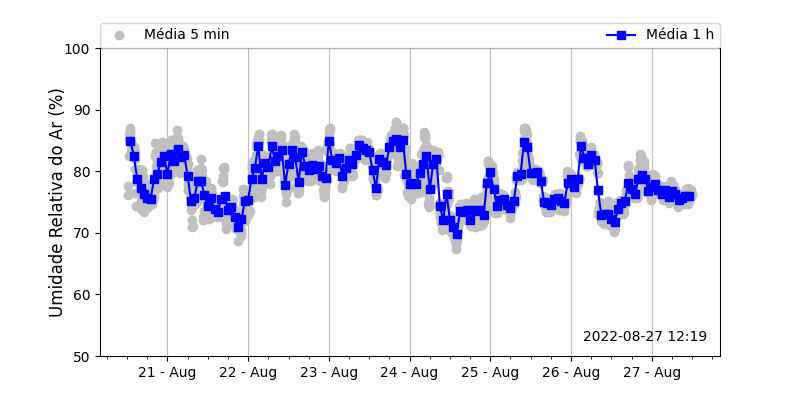 Média 5 min
Média 1 h
Umidade Relativa do Ar (%)
100
90
80
70
60
50
2022-08-27 12:19
21 - Aug
22 - Aug
23 - Aug
24 - Aug
25 - Aug
26 - Aug
27 - Aug